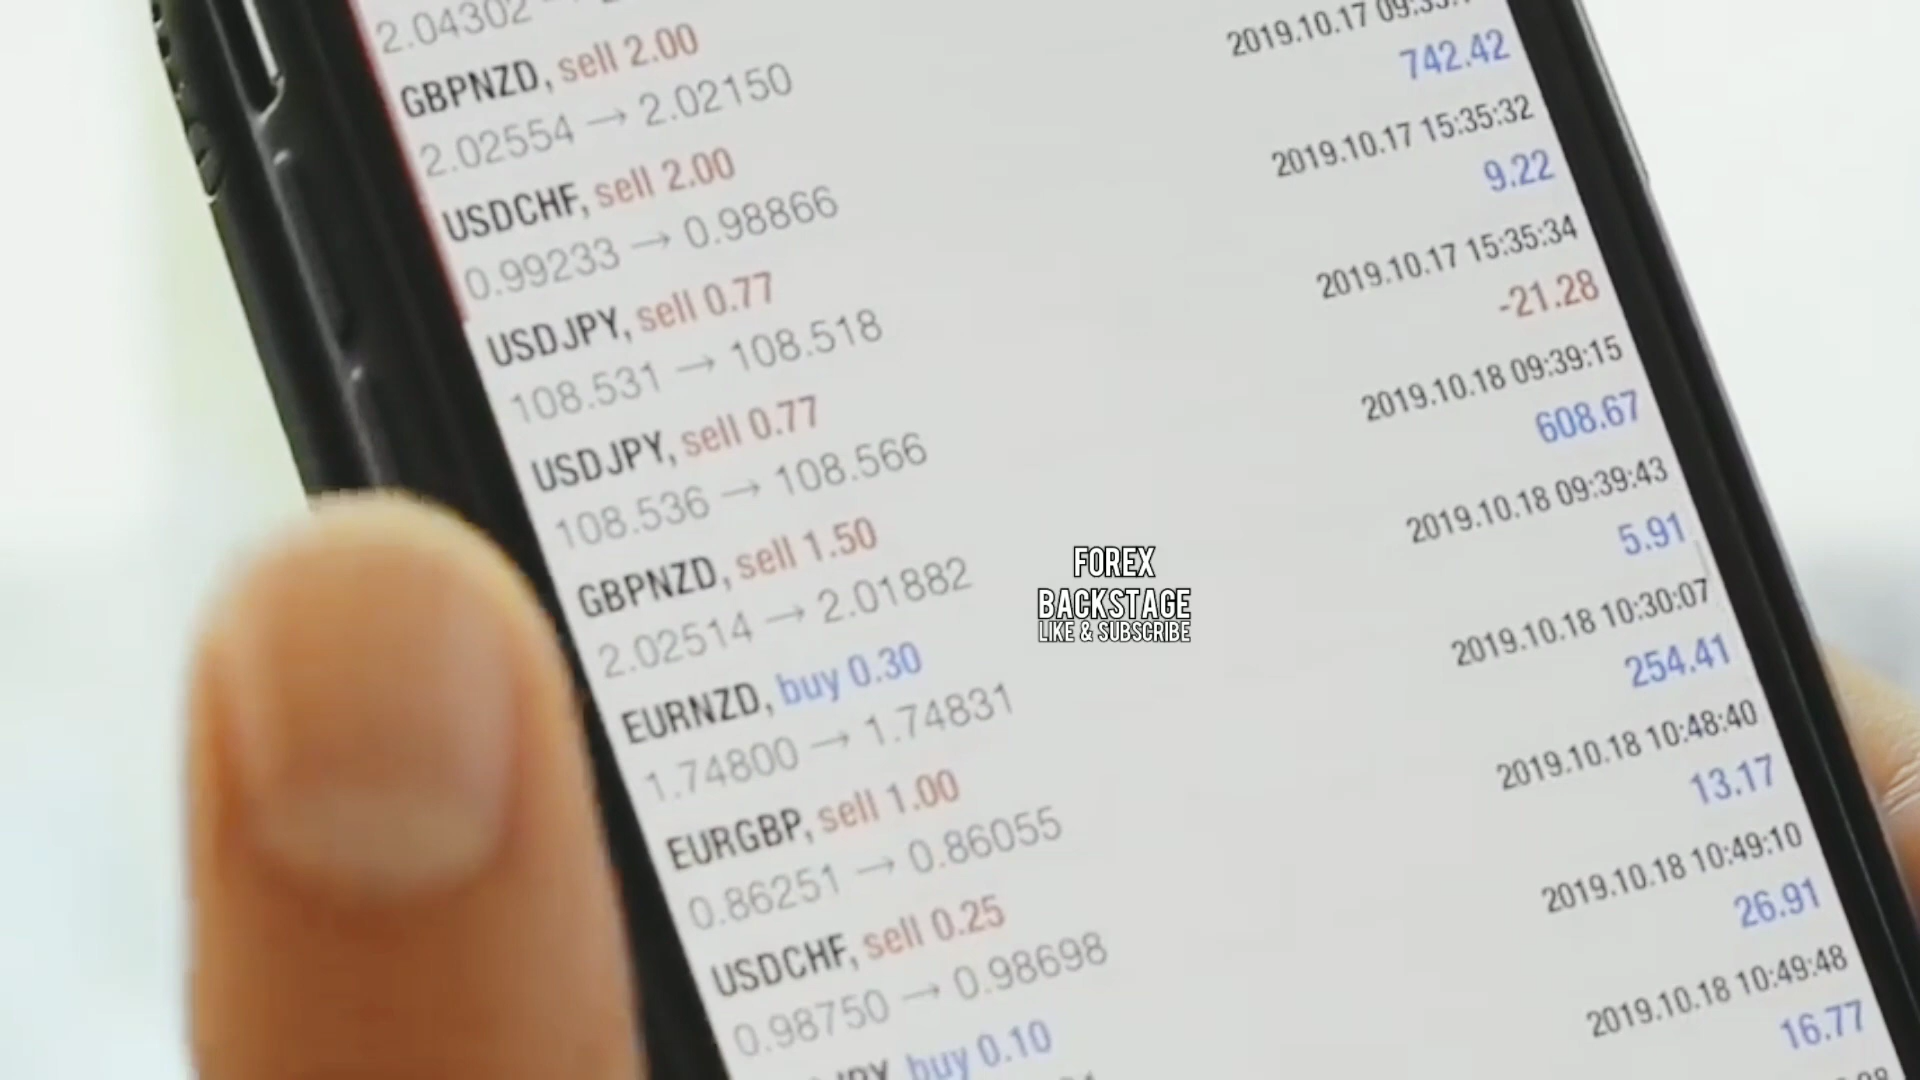 2.04302
GBPNZD, sell 2.00
2.02554 → 2.02150
USDCHF, sell 2.00 2019.10.17
0.99233 → 0.98866 742.42
USDJPY, sell 0.77 2019.10.17 15:35:32
108.531 → 108.518 9.22
USDJPY, sell 0.77 2019.10.17 15:35:34
108.536 → 108.566 -21.28
GBPNZD, sell 1.50 2019.10.18 09:39:15
2.02514 → 2.01882 608.67
EURNZD, buy 0.30 2019.10.18 09:39:43
1.74800 → 1.74831 5.91
EURGBP, sell 1.00 2019.10.18 10:30:07
0.86251 → 0.86055 254.41
USDCHF, sell 0.25 2019.10.18 10:48:40
0.98750 → 0.98698 13.17
buy 0.10 2019.10.18 10:49:10
26.91
2019.10.18 10:49:48
16.77
FOREX
BACKSTAGE
LIKE & SUBSCRIBE